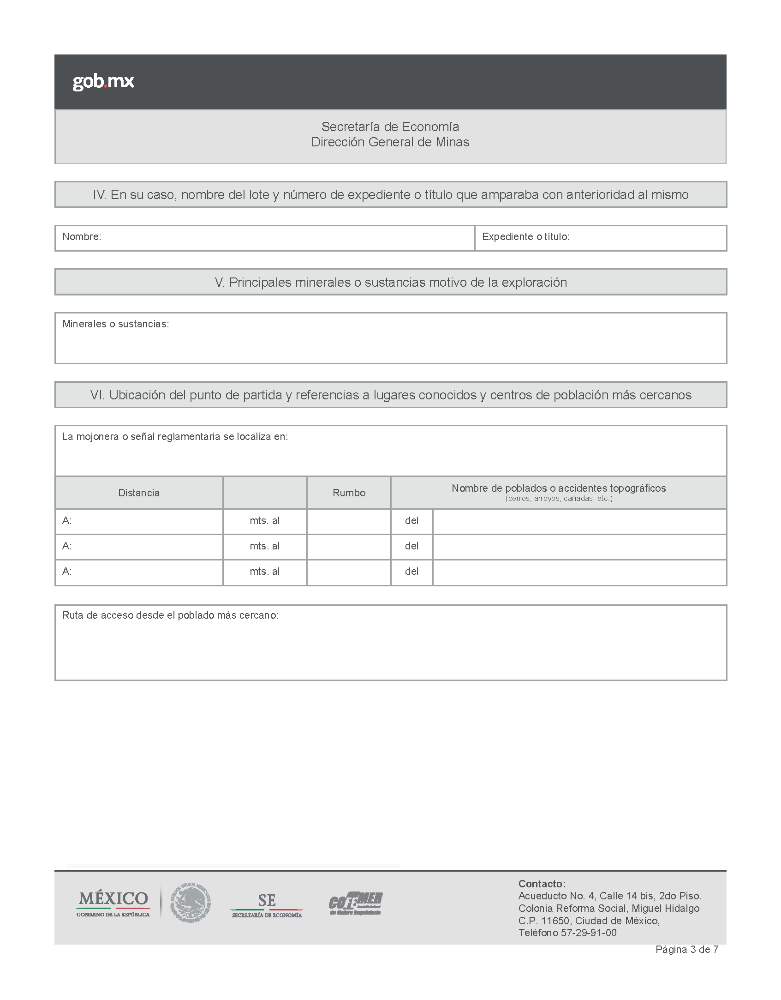 gob.mx
Secretaría de Economía
Dirección General de Minas
IV. En su caso, nombre del lote y número de expediente o título que amparaba con anterioridad al mismo
Nombre:
Expediente o título:
V. Principales minerales o sustancias motivo de la exploración
Minerales o sustancias:
VI. Ubicación del punto de partida y referencias a lugares conocidos y centros de población más cercanos
La mojonera o señal reglamentaria se localiza en:
Distancia
Rumbo
Nombre de poblados o accidentes topográficos
(cerros, arroyos, cañadas, etc.)
A: mts. al del
A: mts. al del
A: mts. al del
Ruta de acceso desde el poblado más cercano:
MÉXICO
GOBIERNO DE LA REPÚBLICA
ESTADOS UNIDOS MEXICANOS
SE
SECRETARÍA DE ECONOMÍA
COFEMER
de Mejora Regulatoria
Contacto:
Acueducto No. 4, Calle 14 bis, 2do Piso.
Colonia Reforma Social, Miguel Hidalgo
C.P. 11650, Ciudad de México,
Teléfono 57-29-91-00
Página 3 de 7